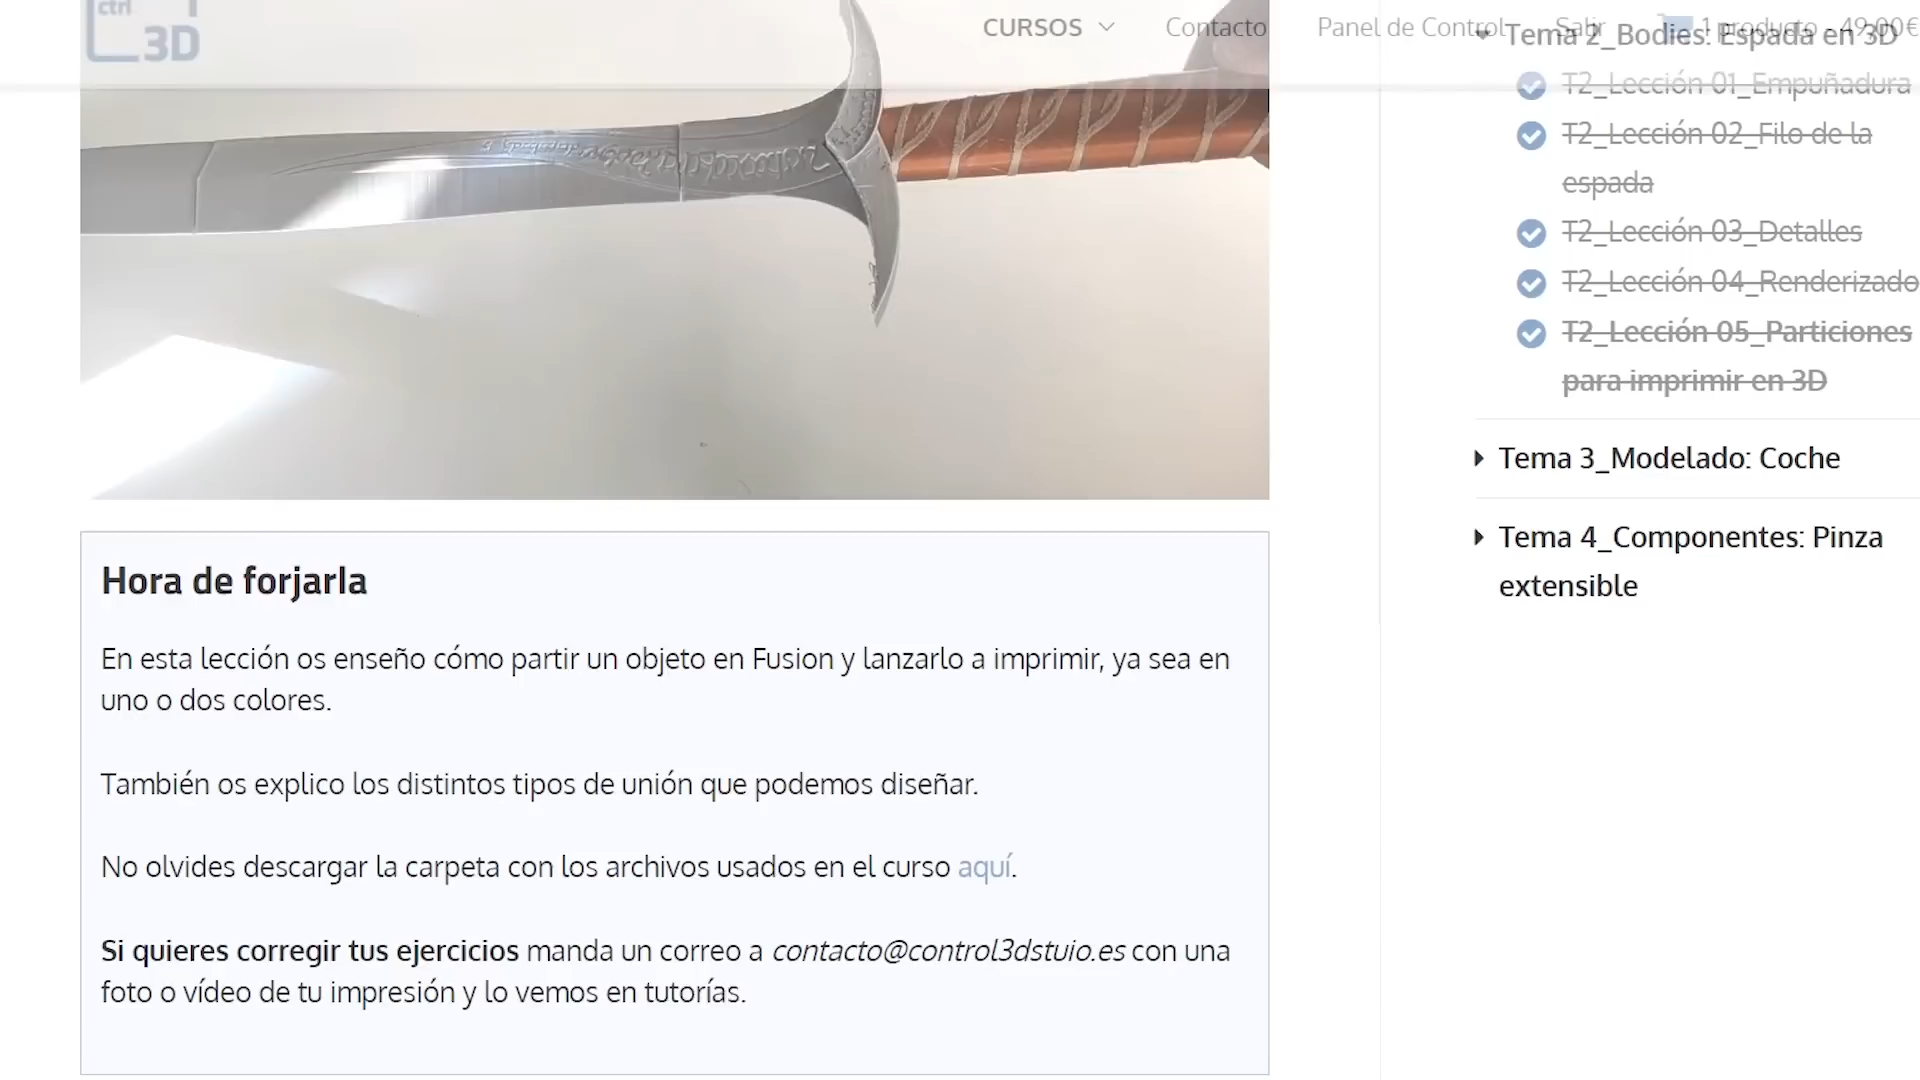 ctrl
3D
CURSOS
Contacto
Panel de Control
Salir
1 producto - 49,00€
Tema 2_Bodies: Espada en 3D
T2_Lección 01_Empuñadura
T2_Lección 02_Filo de la
espada
T2_Lección 03_Detalles
T2_Lección 04_Renderizado
T2_Lección 05_Particiones
para imprimir en 3D
Tema 3_Modelado: Coche
Tema 4_Componentes: Pinza
extensible
Hora de forjarla
En esta lección os enseño cómo partir un objeto en Fusion y lanzarlo a imprimir, ya sea en
uno o dos colores.
También os explico los distintos tipos de unión que podemos diseñar.
No olvides descargar la carpeta con los archivos usados en el curso aquí.
Si quieres corregir tus ejercicios manda un correo a contacto@control3dstuio.es con una
foto o vídeo de tu impresión y lo vemos en tutorías.